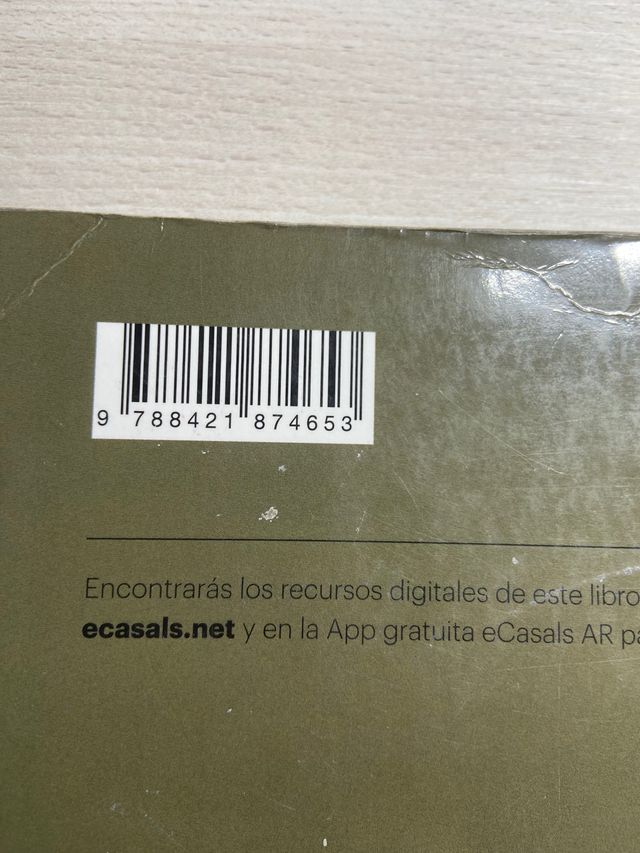 9 788421 874653
Encontrarás los recursos digitales de este libro
ecasals.net y en la App gratuita eCasals AR